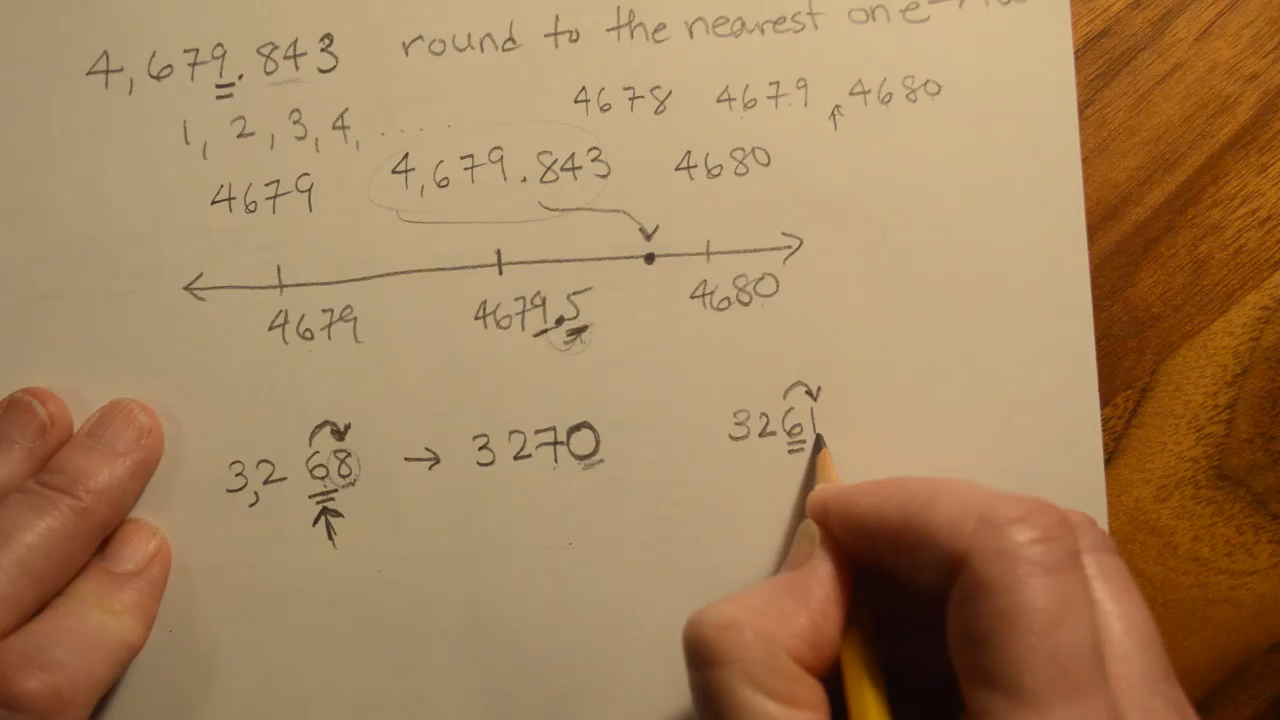 4,679.843 round to the nearest one
4678 4679 4680
1, 2, 3, 4, .....
4679 4,679.843 4680
4679 4679.5 4680
3,268 → 3270 3261